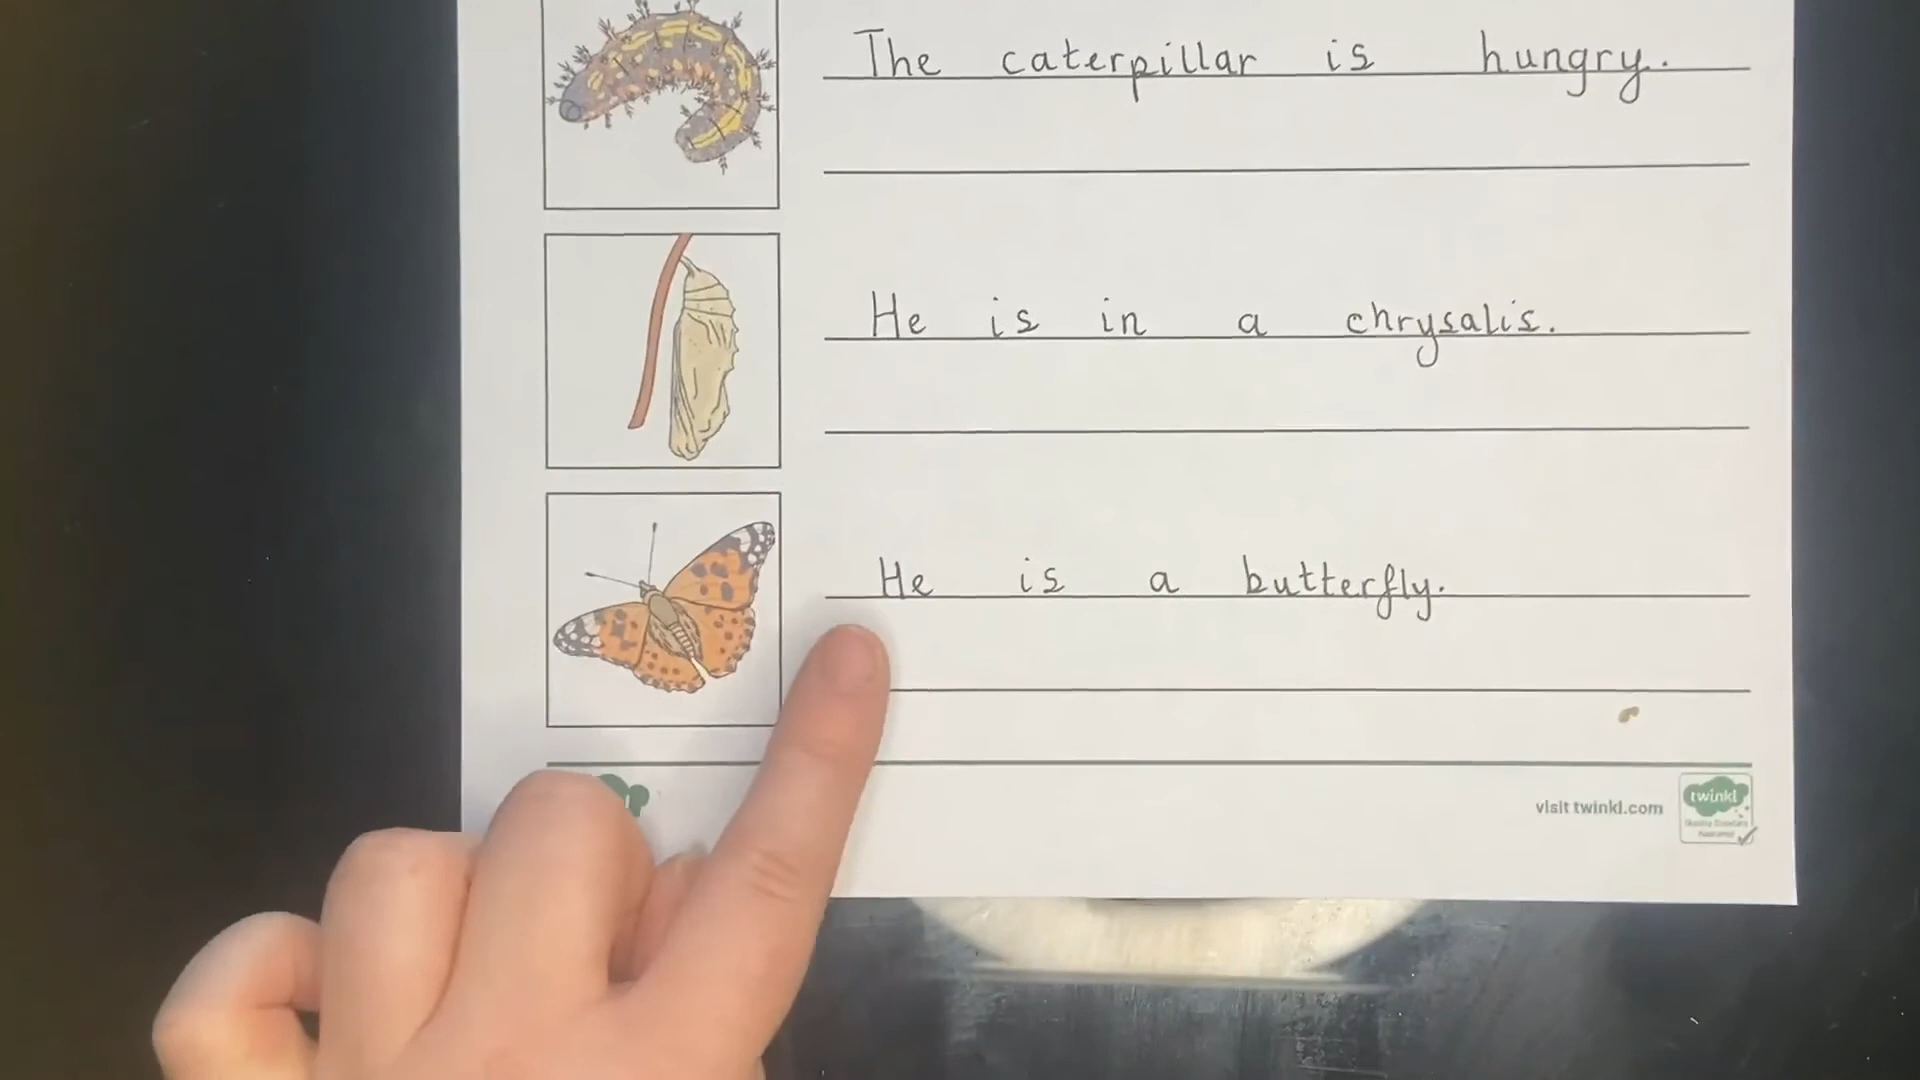 The caterpillar is hungry.
He is in a chrysalis.
He is a butterfly.
visit twinkl.com
twinkl